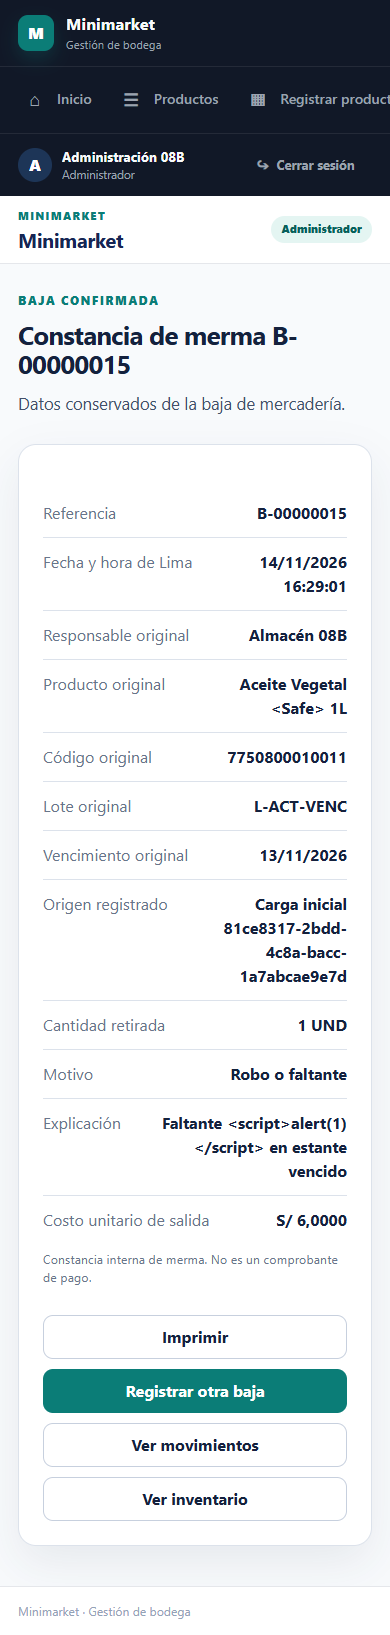 M
Minimarket
Gestión de bodega
Inicio
Productos
Registrar product
A
Administración 08B
Administrador
Cerrar sesión
MINIMARKET
Minimarket
Administrador
BAJA CONFIRMADA
Constancia de merma B-
00000015
Datos conservados de la baja de mercadería.
Referencia B-00000015
Fecha y hora de Lima 14/11/2026
16:29:01
Responsable original Almacén 08B
Producto original Aceite Vegetal
<Safe> 1L
Código original 7750800010011
Lote original L-ACT-VENC
Vencimiento original 13/11/2026
Origen registrado Carga inicial
81ce8317-2bdd-
4c8a-bacc-
1a7abcae9e7d
Cantidad retirada 1 UND
Motivo Robo o faltante
Explicación Faltante <script>alert(1)
</script> en estante
vencido
Costo unitario de salida S/ 6,0000
Constancia interna de merma. No es un comprobante
de pago.
Imprimir
Registrar otra baja
Ver movimientos
Ver inventario
Minimarket · Gestión de bodega